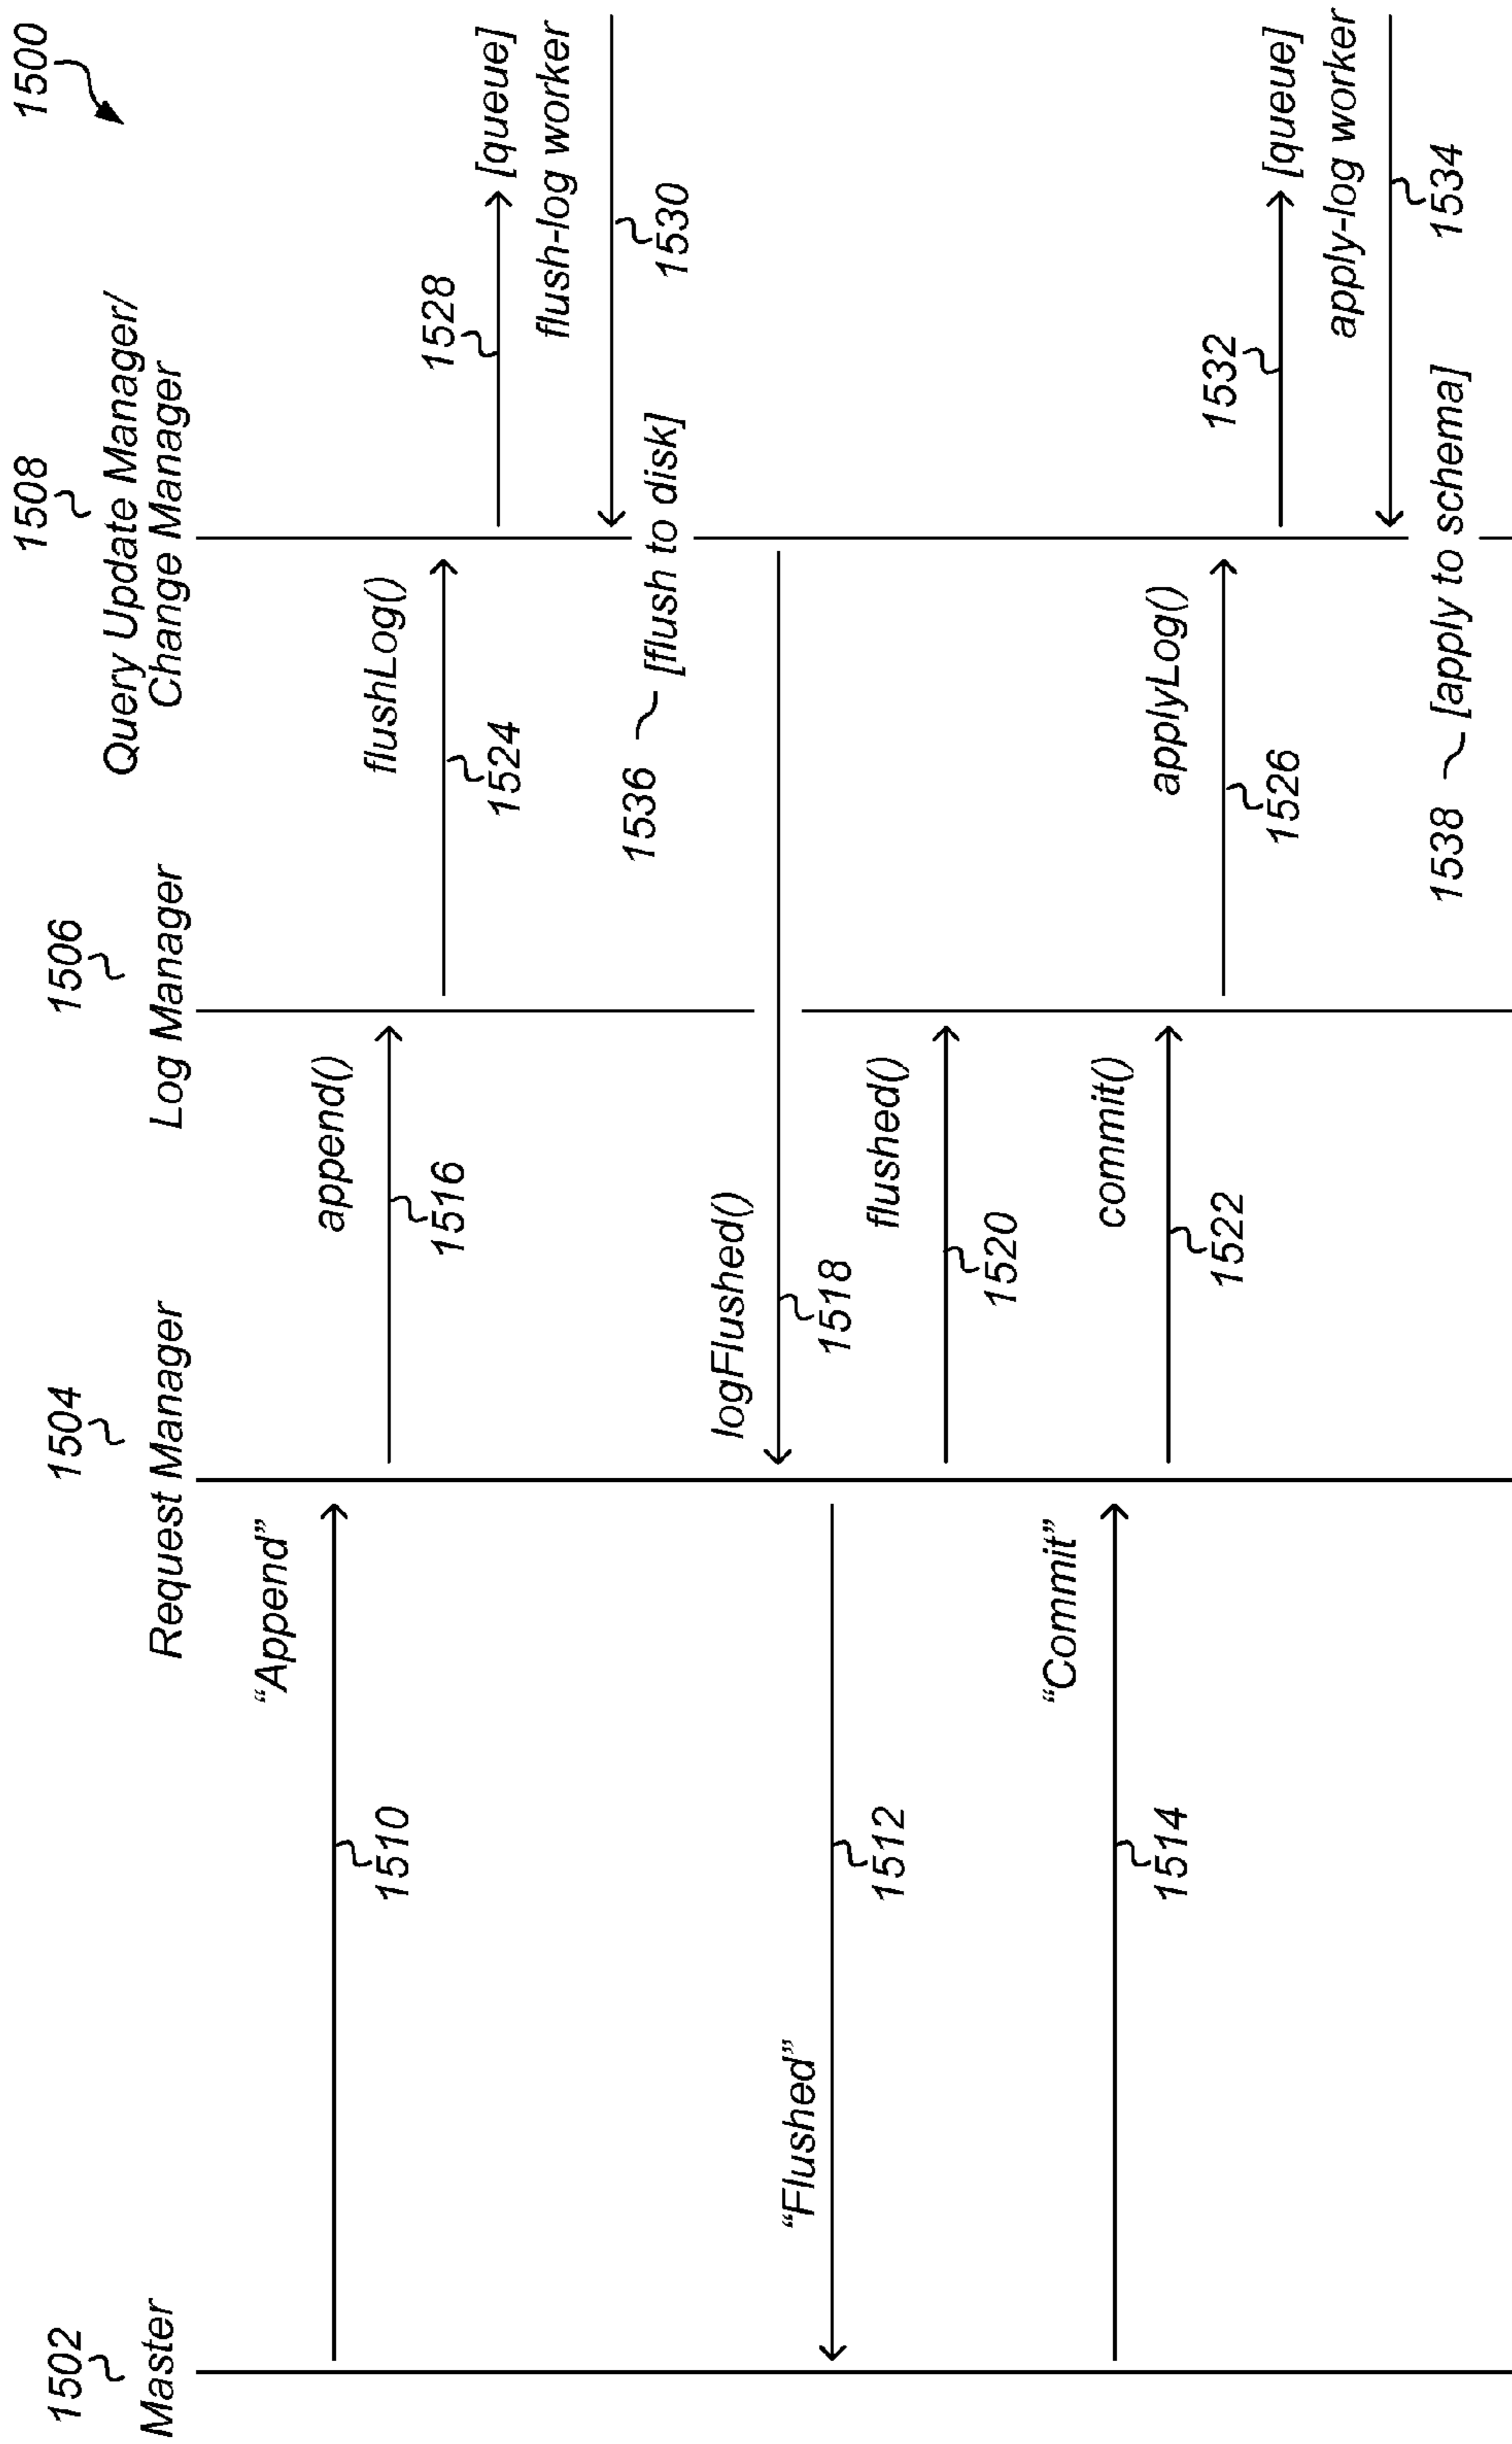 1500
1502
Master
1504
Request Manager
1506
Log Manager
1508
Query Update Manager/
Change Manager
“Append”
1510
append()
1516
flushLog()
1524
1528
[queue]
flush-log worker
1530
1536
[flush to disk]
logFlushed()
1518
“Flushed”
1512
flushed()
1520
“Commit”
1514
commit()
1522
applyLog()
1526
1532
[queue]
apply-log worker
1534
1538
[apply to schema]